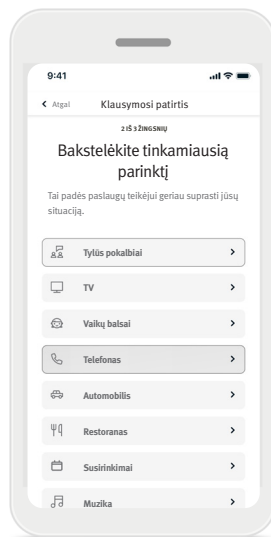 9:41
Atgal Klausymosi patirtis
2 IŠ 3 ŽINGSNIŲ
Bakstelėkite tinkamiausią
parinktį
Tai padės paslaugų teikėjui geriau suprasti jūsų
situaciją.
Tylūs pokalbiai
TV
Vaikų balsai
Telefonas
Automobilis
Restoranas
Susirinkimai
Muzika